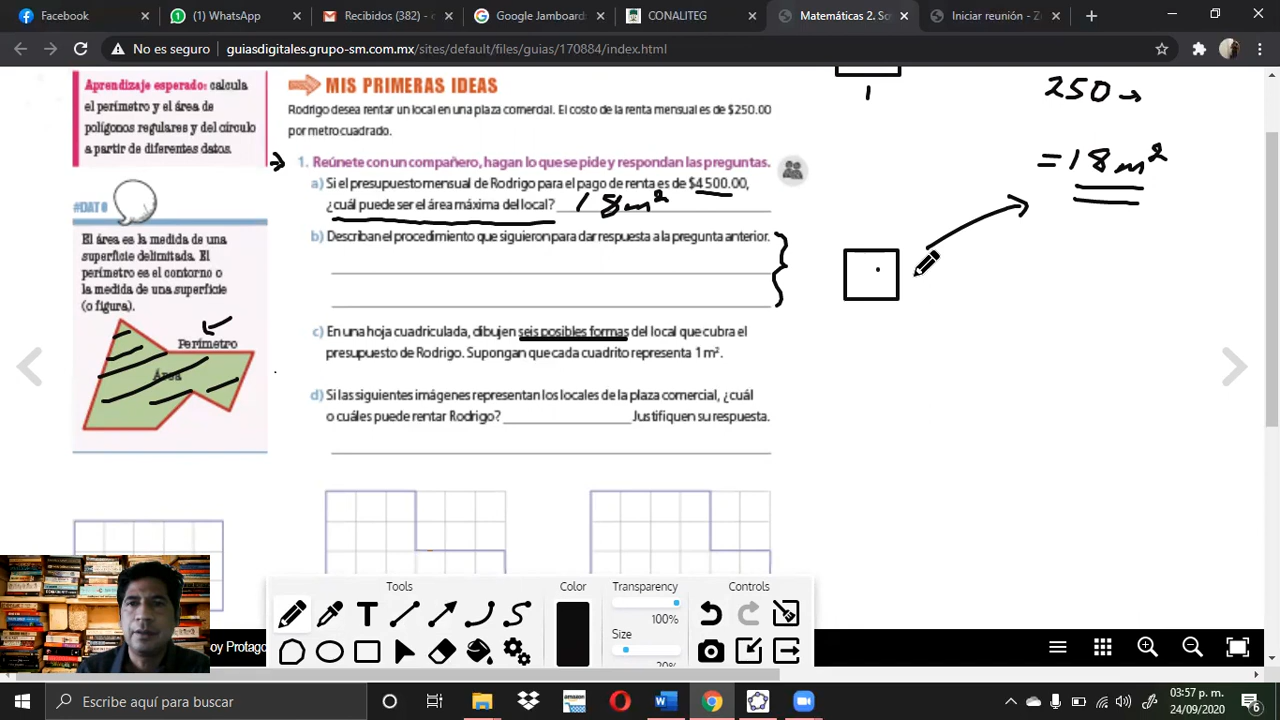 Facebook
(1) WhatsApp
Recibidos (382) -
Google Jamboard
CONALITEG
Matemáticas 2. So
Iniciar reunión - Zo
No es seguro
guiasdigitales.grupo-sm.com.mx/sites/default/files/guias/170884/index.html
Aprendizaje esperado: calcula
el perímetro y el área de
polígonos regulares y del círculo
a partir de diferentes datos.
#DATO
El área es la medida de una
superficie delimitada. El
perímetro es el contorno o
la medida de una superficie
(o figura).
Perímetro
Área
MIS PRIMERAS IDEAS
Rodrigo desea rentar un local en una plaza comercial. El costo de la renta mensual es de $250.00
por metro cuadrado.
1. Reúnete con un compañero, hagan lo que se pide y respondan las preguntas.
a) Si el presupuesto mensual de Rodrigo para el pago de renta es de $4 500.00,
¿cuál puede ser el área máxima del local? 18m²
b) Describan el procedimiento que siguieron para dar respuesta a la pregunta anterior.
c) En una hoja cuadriculada, dibujen seis posibles formas del local que cubra el
presupuesto de Rodrigo. Supongan que cada cuadrito representa 1 m².
d) Si las siguientes imágenes representan los locales de la plaza comercial, ¿cuál
o cuáles puede rentar Rodrigo? Justifiquen su respuesta.
1
250
= 18m²
oy Protago
Tools
Color
Transparency
100%
Size
20%
Controls
Escribe aquí para buscar
03:57 p. m.
24/09/2020
6